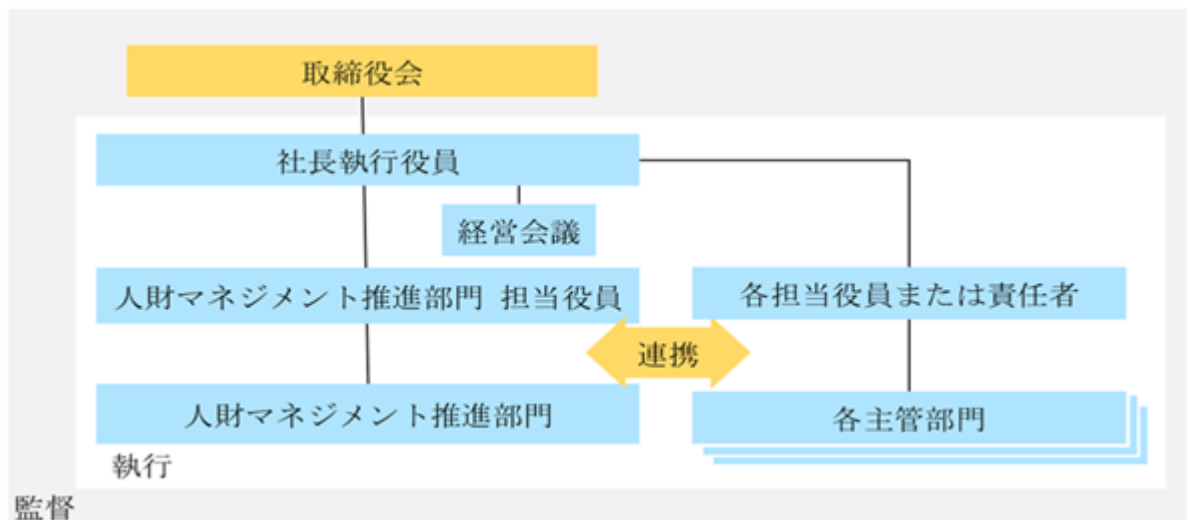 取締役会
社長執行役員
経営会議
人財マネジメント推進部門 担当役員
各担当役員または責任者
連携
人財マネジメント推進部門
各主管部門
執行
監督